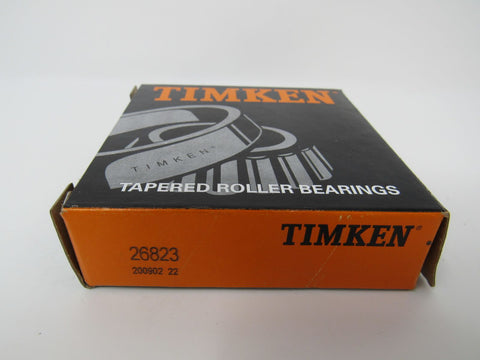 TIMKEN
TIMKEN®
TAPERED ROLLER BEARINGS
TIMKEN®
26823
200902 22